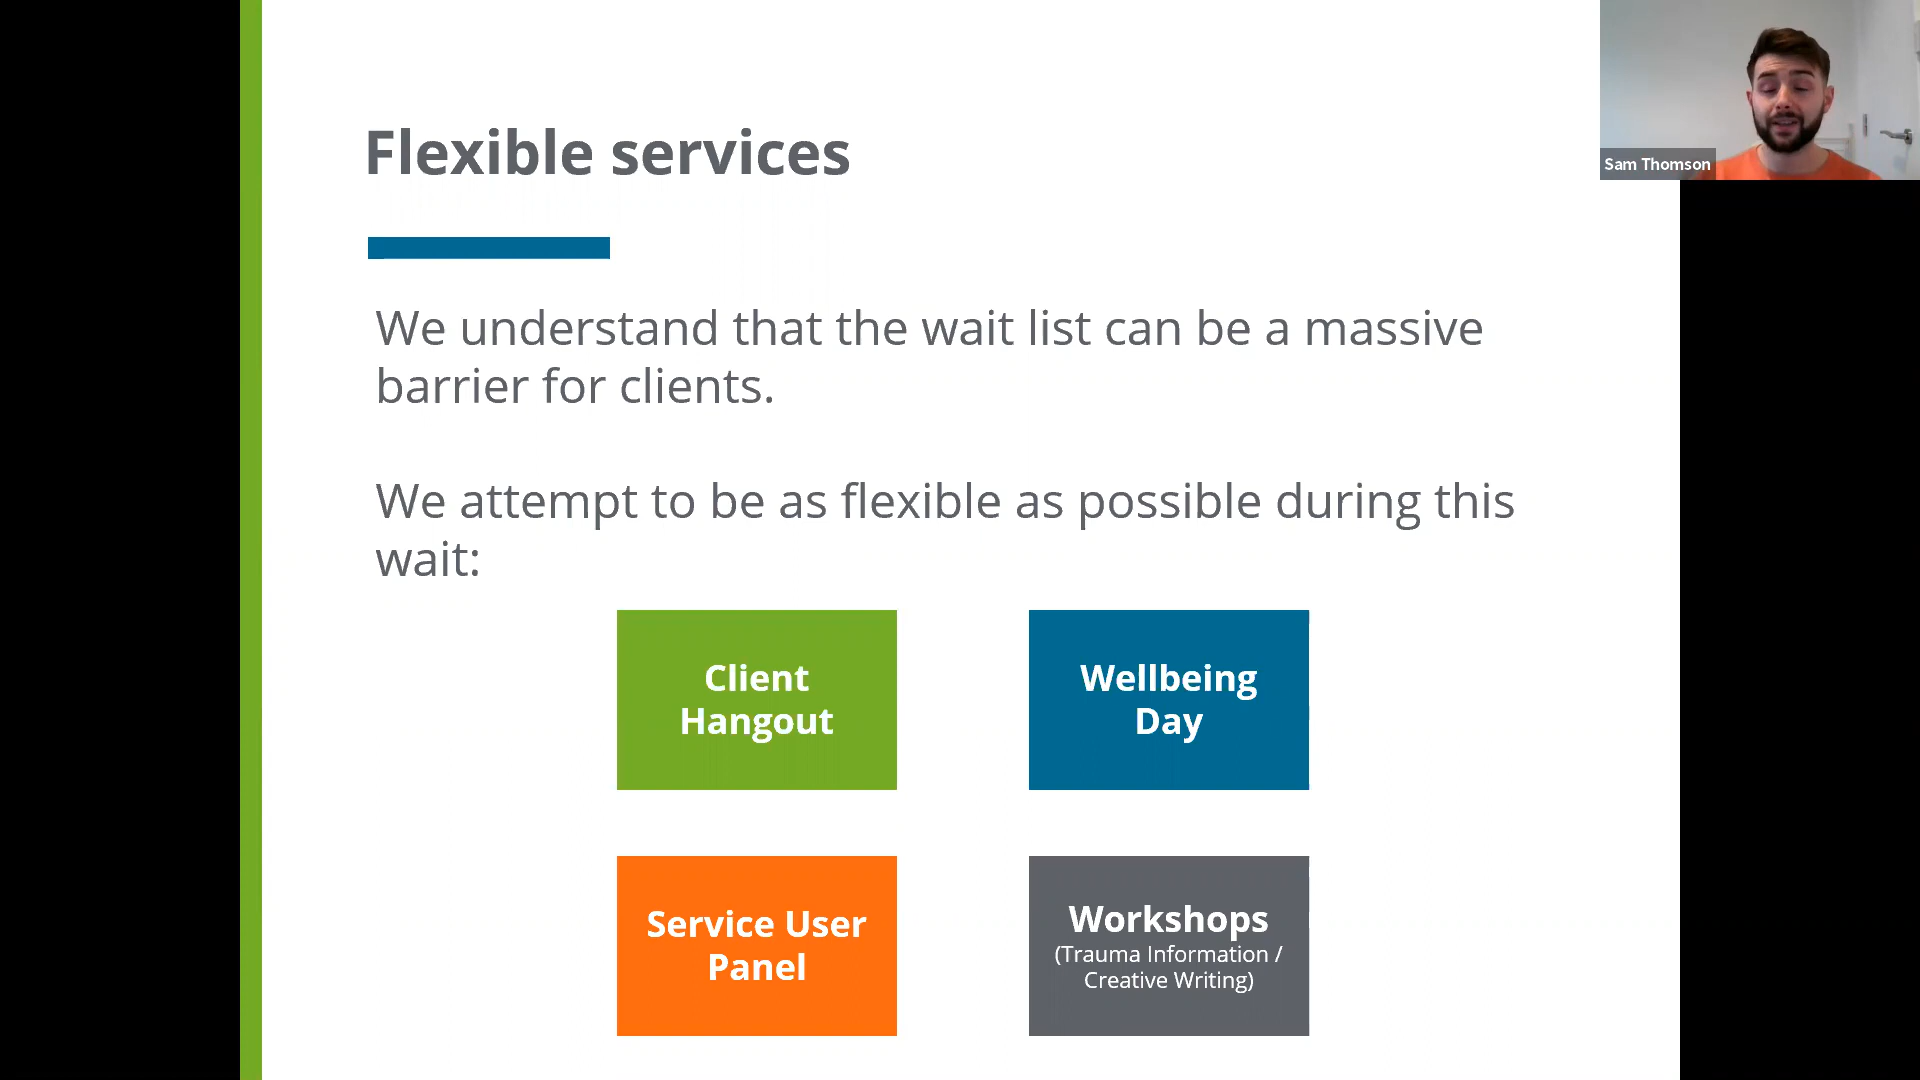 Flexible services
Sam Thomson
We understand that the wait list can be a massive
barrier for clients.
We attempt to be as flexible as possible during this
wait:
Client
Hangout
Wellbeing
Day
Service User
Panel
Workshops
(Trauma Information /
Creative Writing)